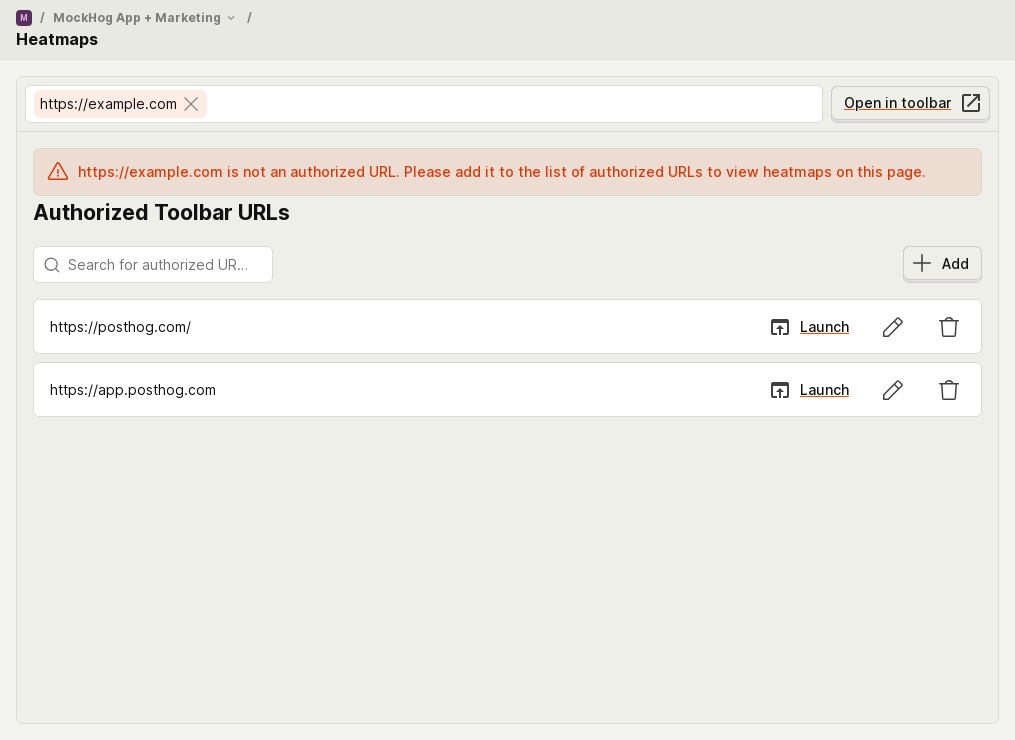 M / MockHog App + Marketing /
Heatmaps
https://example.com
Open in toolbar
https://example.com is not an authorized URL. Please add it to the list of authorized URLs to view heatmaps on this page.
Authorized Toolbar URLs
Search for authorized UR...
Add
https://posthog.com/ Launch
https://app.posthog.com Launch